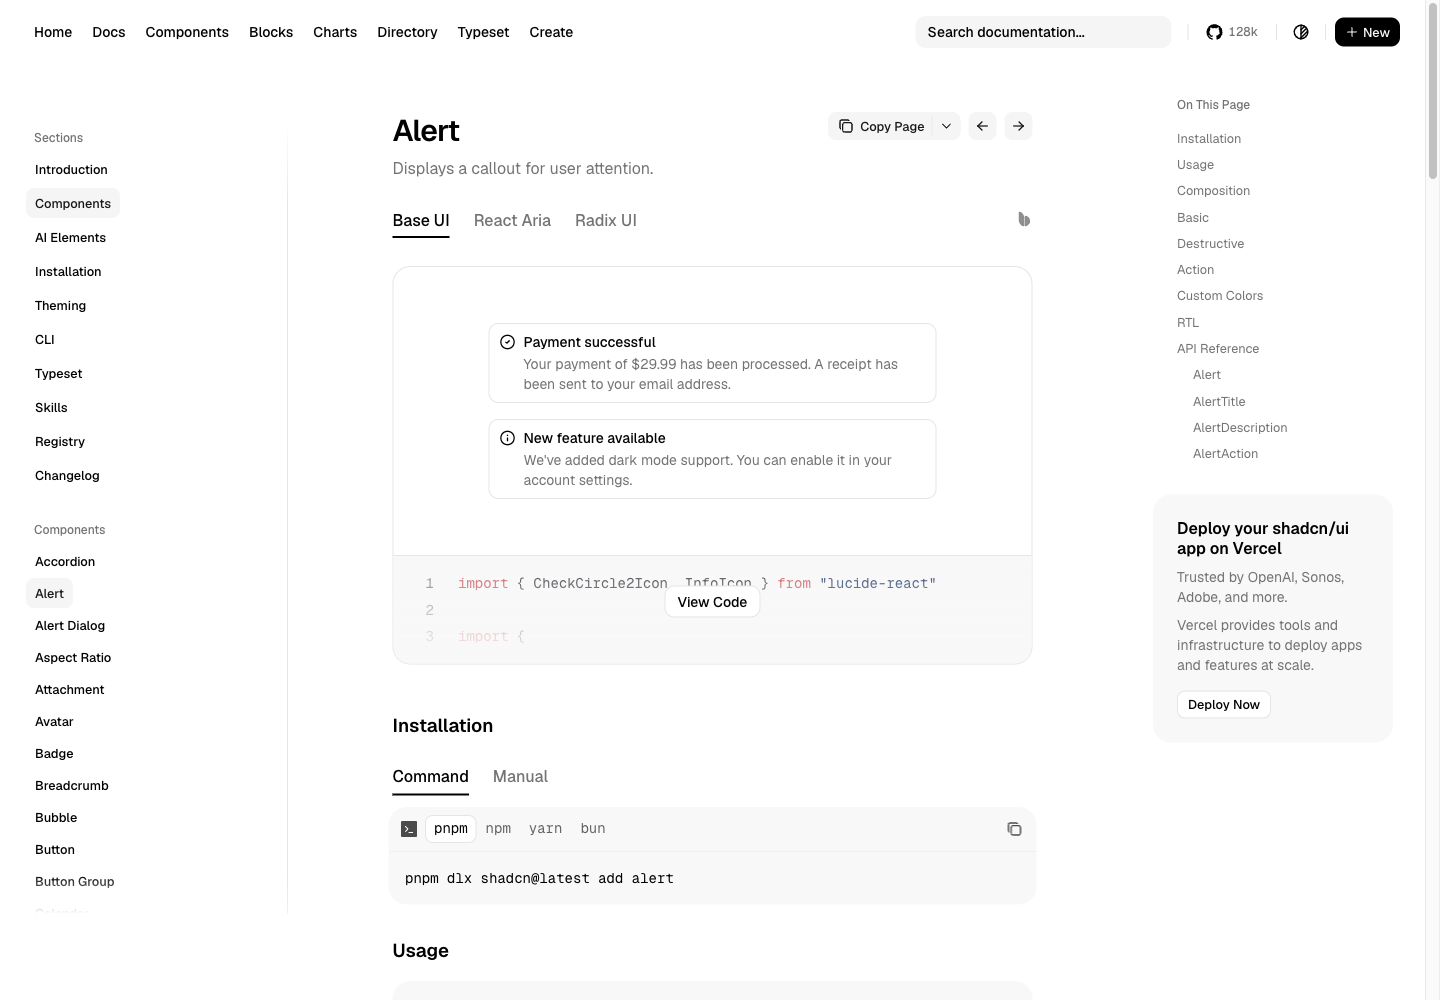 Home Docs Components Blocks Charts Directory Typeset Create
Search documentation...
128k
New
Sections
Introduction
Components
AI Elements
Installation
Theming
CLI
Typeset
Skills
Registry
Changelog
Components
Accordion
Alert
Alert Dialog
Aspect Ratio
Attachment
Avatar
Badge
Breadcrumb
Bubble
Button
Button Group
Alert
Copy Page
Displays a callout for user attention.
Base UI React Aria Radix UI
Payment successful
Your payment of $29.99 has been processed. A receipt has
been sent to your email address.
New feature available
We've added dark mode support. You can enable it in your
account settings.
1 import { CheckCircle2Icon, InfoIcon } from "lucide-react"
View Code
2
3 import {
Installation
Command Manual
pnpm npm yarn bun
pnpm dlx shadcn@latest add alert
Usage
On This Page
Installation
Usage
Composition
Basic
Destructive
Action
Custom Colors
RTL
API Reference
Alert
AlertTitle
AlertDescription
AlertAction
Deploy your shadcn/ui
app on Vercel
Trusted by OpenAI, Sonos,
Adobe, and more.
Vercel provides tools and
infrastructure to deploy apps
and features at scale.
Deploy Now